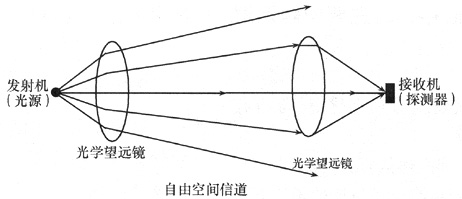 发射机
（光源）
光学望远镜
接收机
（探测器）
光学望远镜
自由空间信道